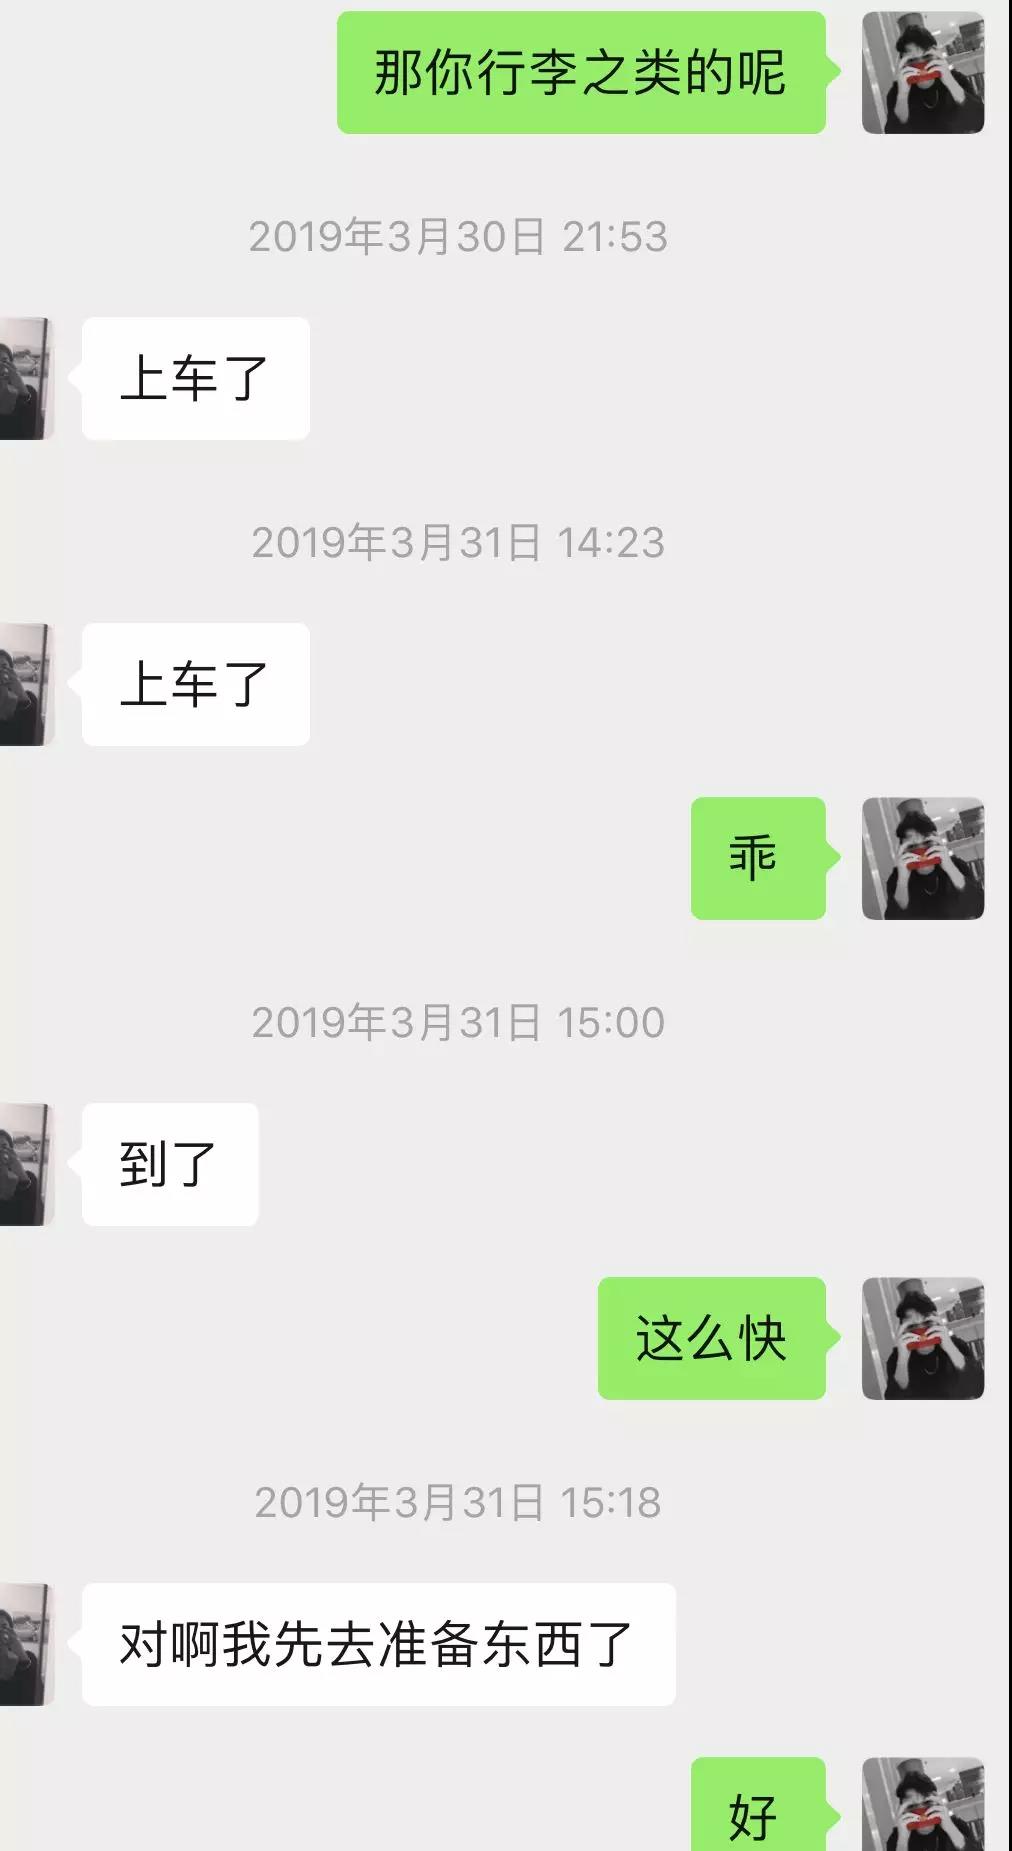 那你行李之类的呢
2019年3月30日 21:53
上车了
2019年3月31日 14:23
上车了
乖
2019年3月31日 15:00
到了
这么快
2019年3月31日 15:18
对啊我先去准备东西了
好